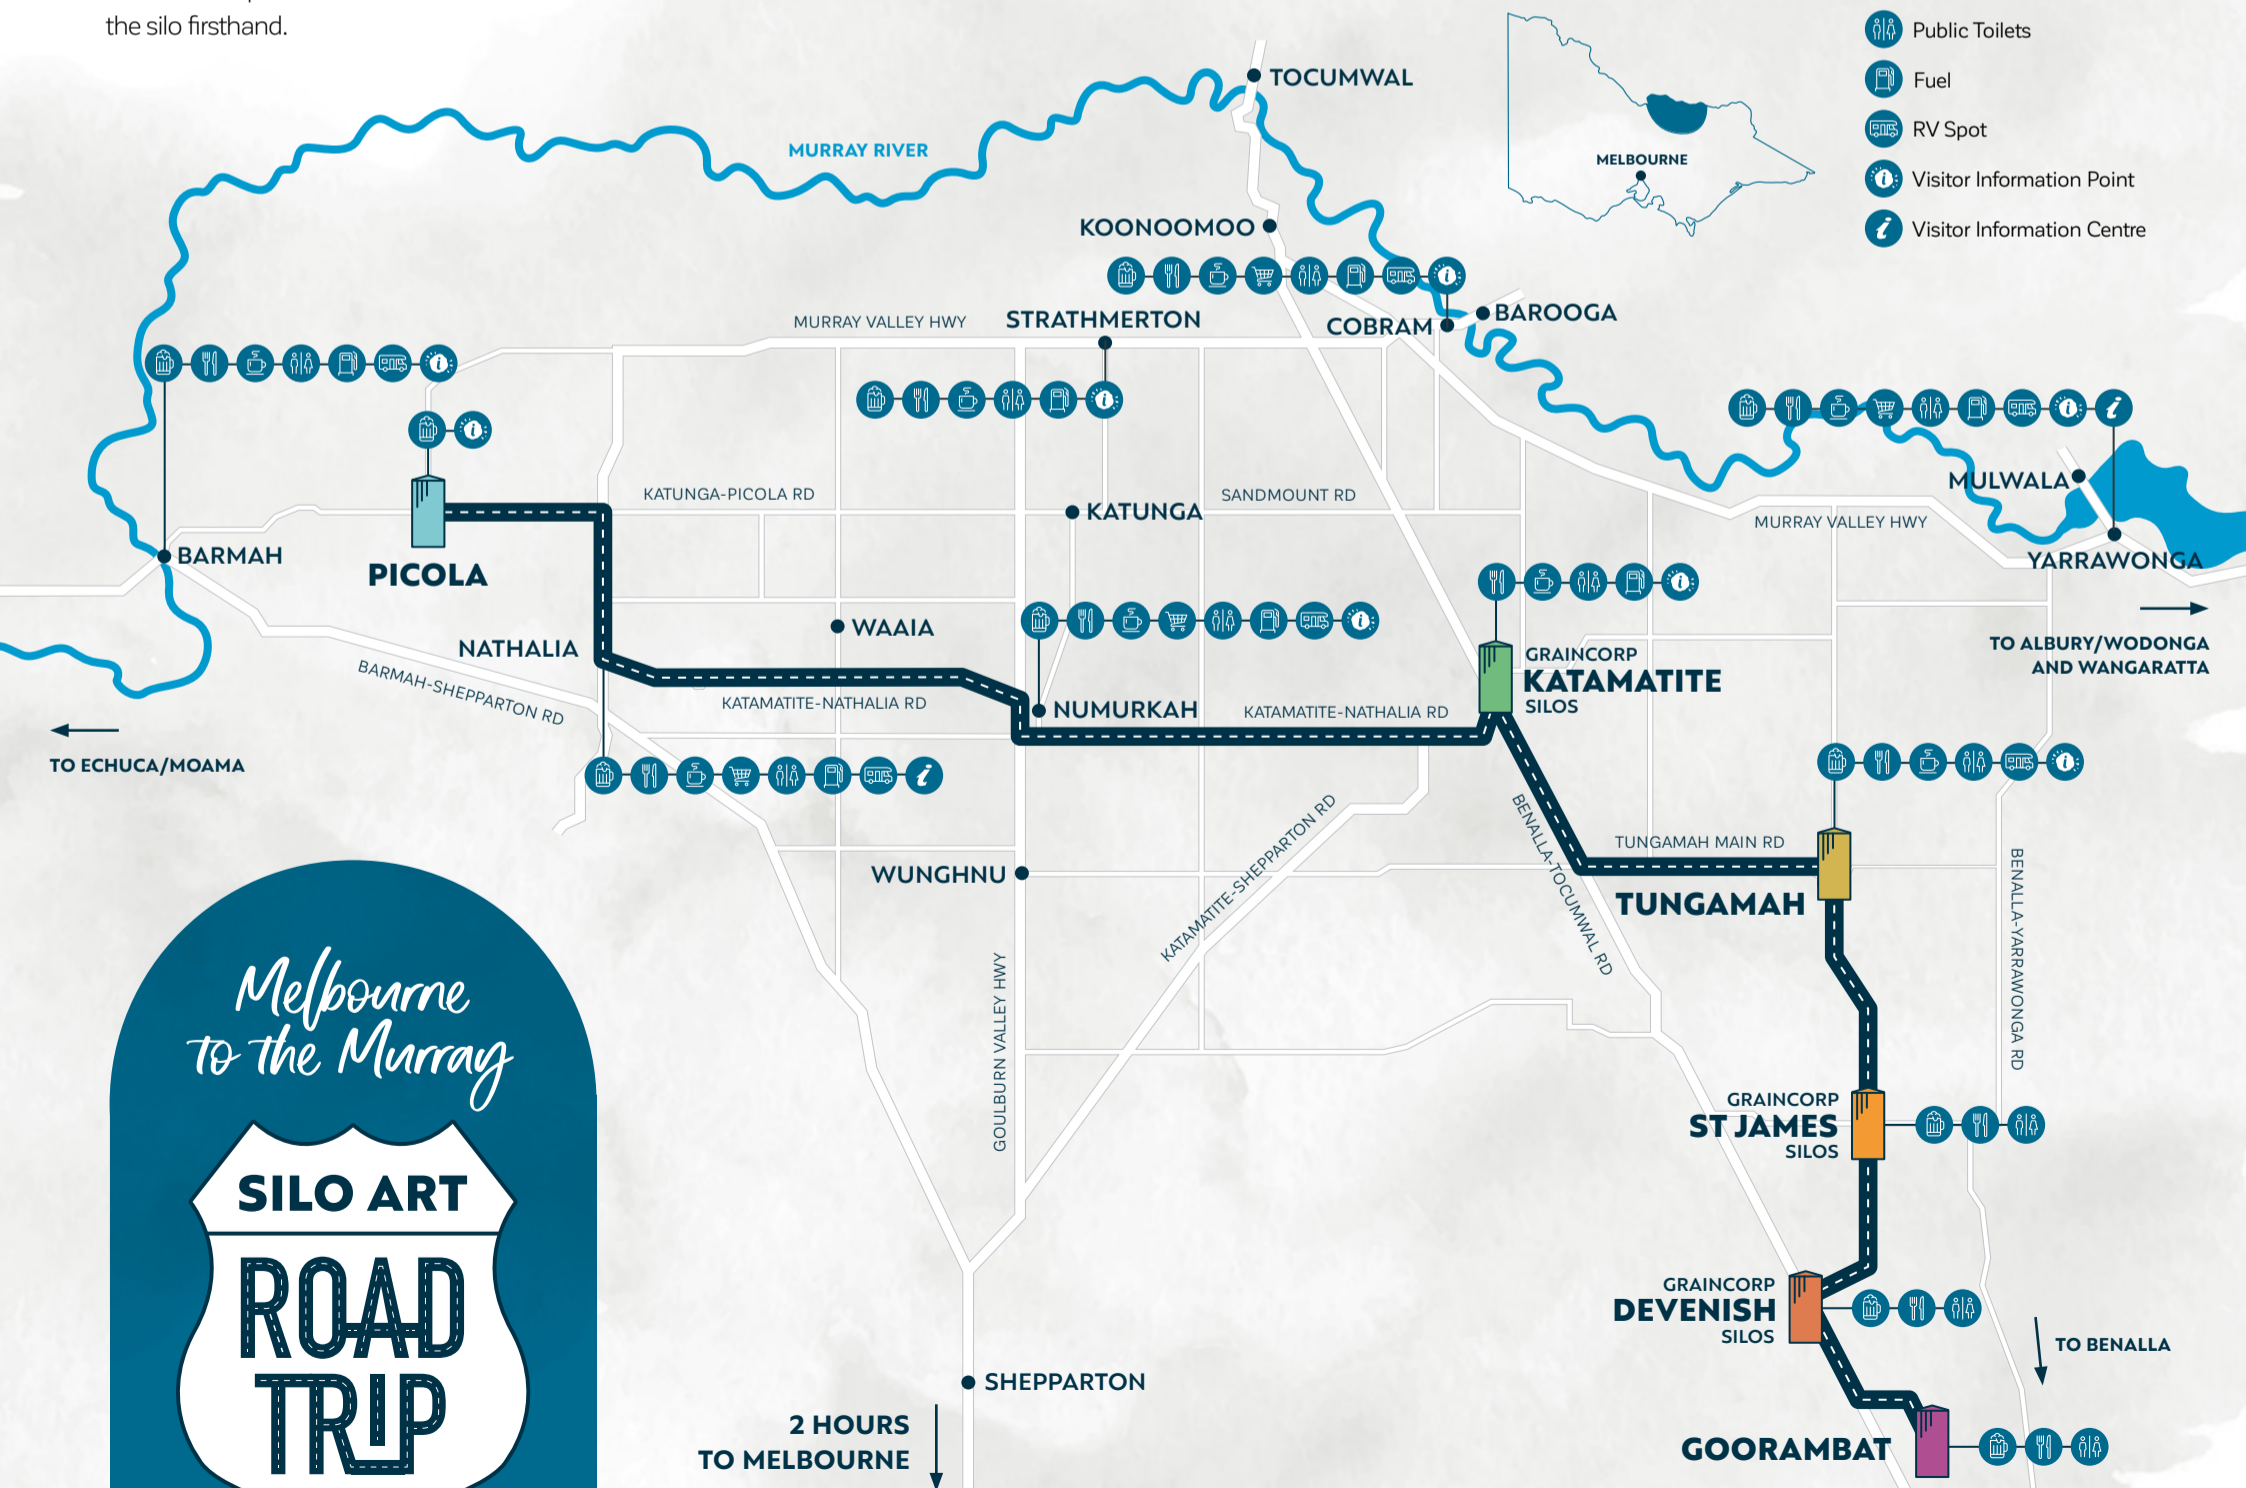 the silo firsthand.
Public Toilets
Fuel
RV Spot
Visitor Information Point
Visitor Information Centre
MELBOURNE
TOCUMWAL
MURRAY RIVER
KOONOOMOO
MURRAY VALLEY HWY
STRATHMERTON
COBRAM
BAROOGA
KATUNGA-PICOLA RD
KATUNGA
SANDMOUNT RD
MULWALA
MURRAY VALLEY HWY
YARRAWONGA
BARMAH
PICOLA
NATHALIA
WAAIA
BARMAH-SHEPPARTON RD
KATAMATITE-NATHALIA RD
NUMURKAH
KATAMATITE-NATHALIA RD
GRAINCORP
KATAMATITE
SILOS
TO ALBURY/WODONGA
AND WANGARATTA
TO ECHUCA/MOAMA
WUNGHNU
KATAMATITE-SHEPPARTON RD
BENALLA-TOCUMWAL RD
TUNGAMAH MAIN RD
TUNGAMAH
BENALLA-YARRAWONGA RD
GOULBURN VALLEY HWY
GRAINCORP
ST JAMES
SILOS
GRAINCORP
DEVENISH
SILOS
TO BENALLA
GOORAMBAT
SHEPPARTON
2 HOURS
TO MELBOURNE
Melbourne
to the Murray
SILO ART
ROAD
TRIP